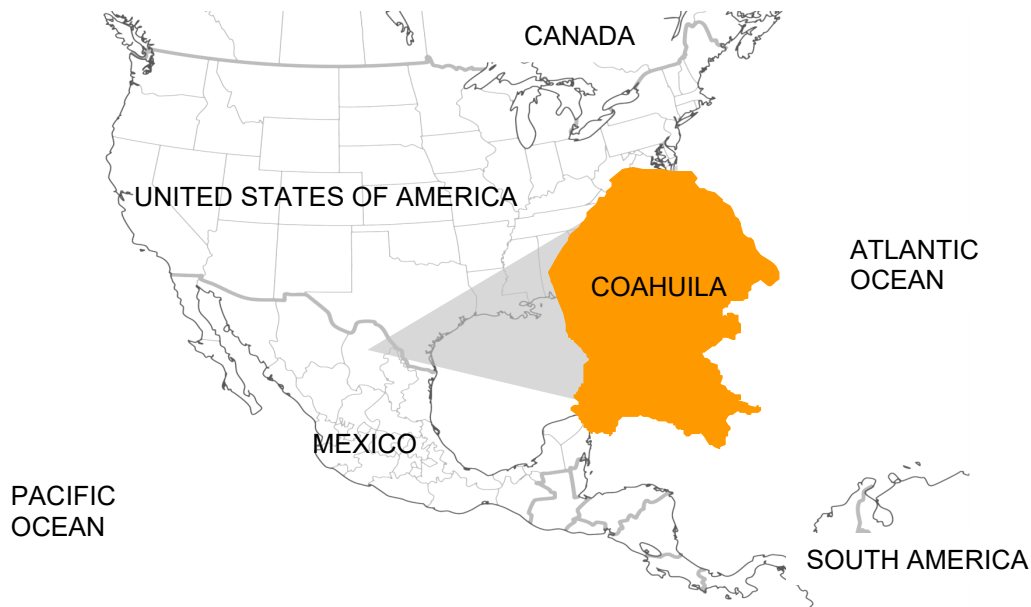 CANADA
UNITED STATES OF AMERICA
ATLANTIC
OCEAN
COAHUILA
MEXICO
PACIFIC
OCEAN
SOUTH AMERICA